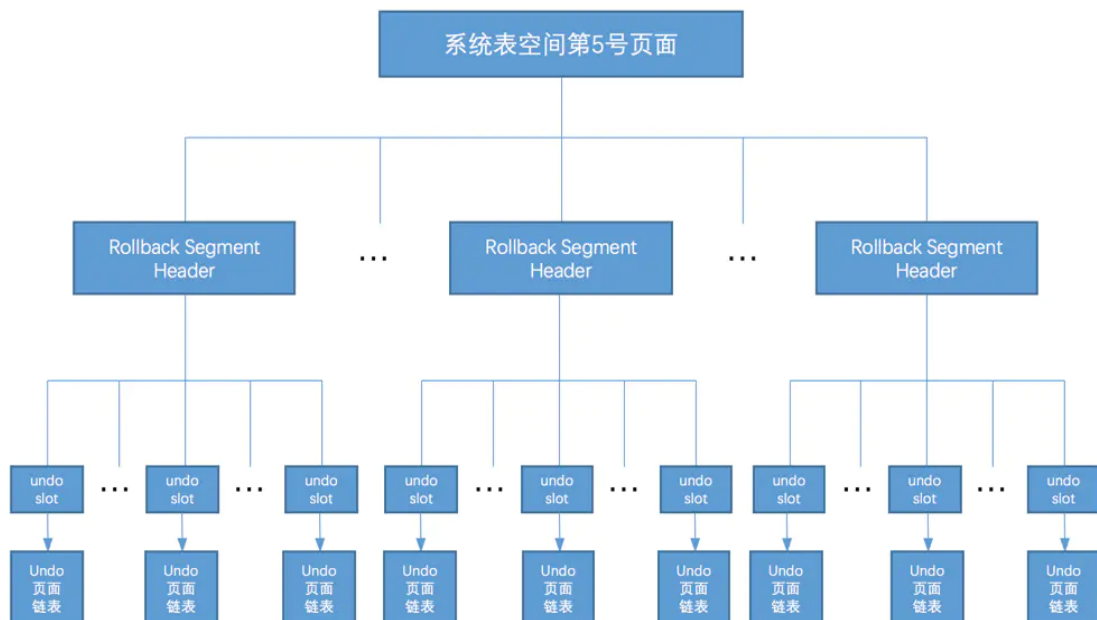 系统表空间第5号页面
Rollback Segment
Header
...
Rollback Segment
Header
...
Rollback Segment
Header
undo
slot
...
undo
slot
...
undo
slot
undo
slot
...
undo
slot
...
undo
slot
undo
slot
...
undo
slot
...
undo
slot
Undo
页面
链表
Undo
页面
链表
Undo
页面
链表
Undo
页面
链表
Undo
页面
链表
Undo
页面
链表
Undo
页面
链表
Undo
页面
链表
Undo
页面
链表